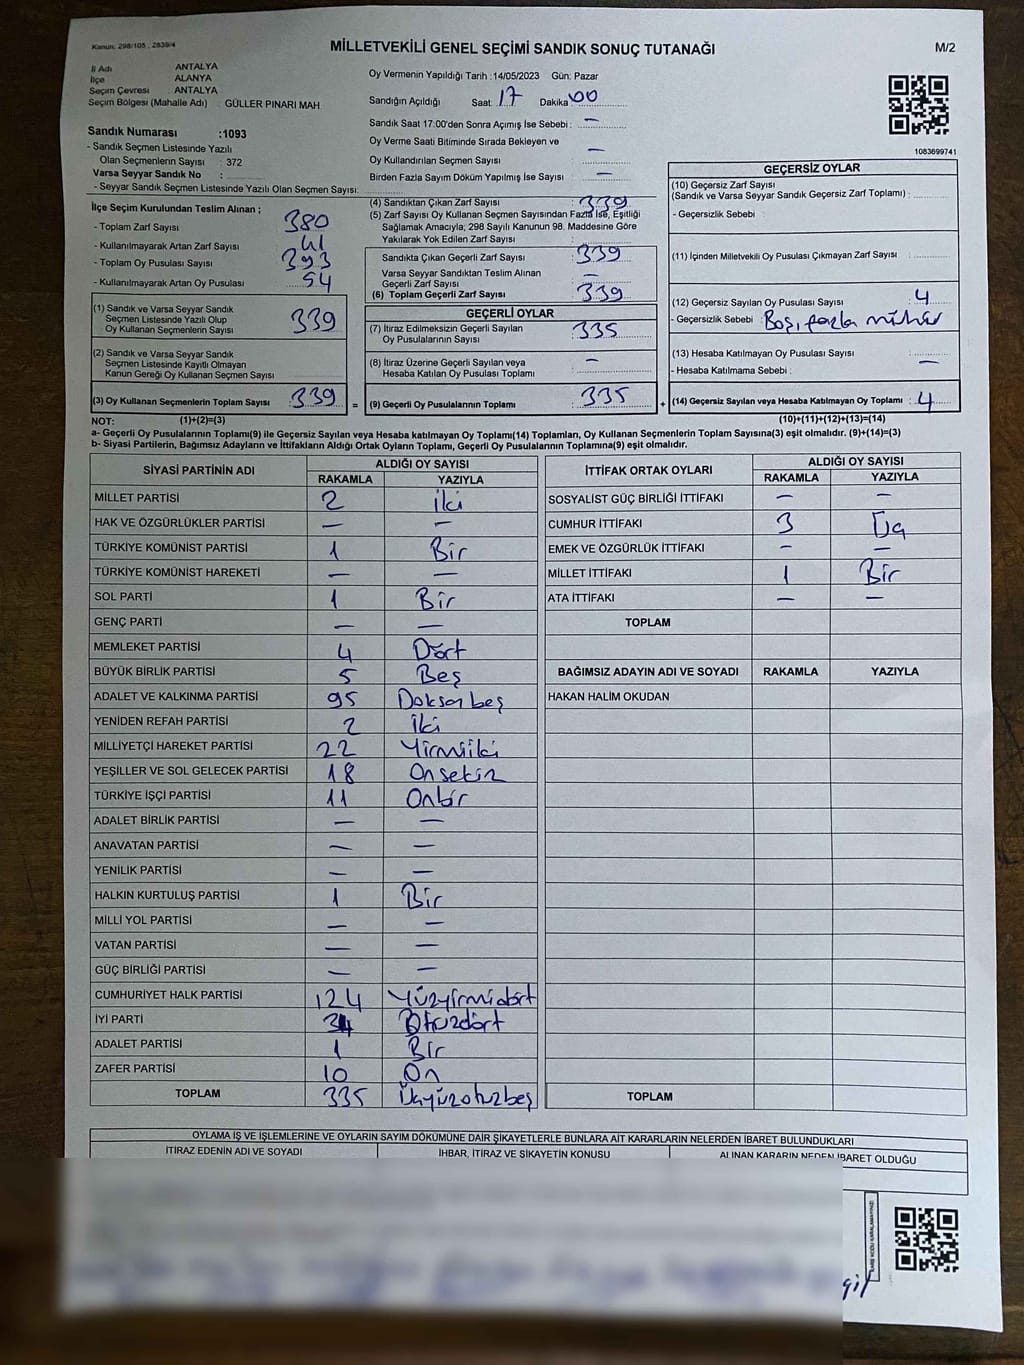 Kanun: 298/105 , 2839/4
MİLLETVEKİLİ GENEL SEÇİMİ SANDIK SONUÇ TUTANAĞI
M/2
İl Adı : ANTALYA
İlçe : ALANYA
Seçim Çevresi : ANTALYA
Seçim Bölgesi (Mahalle Adı) : GÜLLER PINARI MAH
Sandık Numarası :1093
- Sandık Seçmen Listesinde Yazılı
Olan Seçmenlerin Sayısı : 372
Varsa Seyyar Sandık No :
- Seyyar Sandık Seçmen Listesinde Yazılı Olan Seçmen Sayısı:
Oy Vermenin Yapıldığı Tarih :14/05/2023 Gün: Pazar
Sandığın Açıldığı Saat: 17 Dakika: 00
Sandık Saat 17:00'den Sonra Açımış İse Sebebi : —
Oy Verme Saati Bitiminde Sırada Bekleyen ve
Oy Kullandırılan Seçmen Sayısı : —
Birden Fazla Sayım Döküm Yapılmış İse Sayısı : —
1083699741
İlçe Seçim Kurulundan Teslim Alınan ;
- Toplam Zarf Sayısı : 380
- Kullanılmayarak Artan Zarf Sayısı : 41
- Toplam Oy Pusulası Sayısı : 393
- Kullanılmayarak Artan Oy Pusulası : 54
(1) Sandık ve Varsa Seyyar Sandık
Seçmen Listesinde Yazılı Olup
Oy Kullanan Seçmenlerin Sayısı : 339
(2) Sandık ve Varsa Seyyar Sandık
Seçmen Listesinde Kayıtlı Olmayan
Kanun Gereği Oy Kullanan Seçmen Sayısı
(3) Oy Kullanan Seçmenlerin Toplam Sayısı : 339 =
(4) Sandıktan Çıkan Zarf Sayısı : 339
(5) Zarf Sayısı Oy Kullanan Seçmen Sayısından Fazla İse, Eşitliği
Sağlamak Amacıyla; 298 Sayılı Kanunun 98. Maddesine Göre
Yakılarak Yok Edilen Zarf Sayısı :
Sandıkta Çıkan Geçerli Zarf Sayısı : 339
Varsa Seyyar Sandıktan Teslim Alınan
Geçerli Zarf Sayısı : —
(6) Toplam Geçerli Zarf Sayısı : 339
GEÇERLİ OYLAR
(7) İtiraz Edilmeksizin Geçerli Sayılan
Oy Pusulalarının Sayısı : 335
(8) İtiraz Üzerine Geçerli Sayılan veya
Hesaba Katılan Oy Pusulası Toplamı : —
(9) Geçerli Oy Pusulalarının Toplamı : 335 +
GEÇERSİZ OYLAR
(10) Geçersiz Zarf Sayısı
(Sandık ve Varsa Seyyar Sandık Geçersiz Zarf Toplamı) :
- Geçersizlik Sebebi :
(11) İçinden Milletvekili Oy Pusulası Çıkmayan Zarf Sayısı :
(12) Geçersiz Sayılan Oy Pusulası Sayısı : 4
- Geçersizlik Sebebi : Boş, fazla mühür
(13) Hesaba Katılmayan Oy Pusulası Sayısı : —
- Hesaba Katılmama Sebebi :
(14) Geçersiz Sayılan veya Hesaba Katılmayan Oy Toplamı : 4
NOT: (1)+(2)=(3) (10)+(11)+(12)+(13)=(14)
a- Geçerli Oy Pusulalarının Toplamı(9) ile Geçersiz Sayılan veya Hesaba katılmayan Oy Toplamı(14) Toplamları, Oy Kullanan Seçmenlerin Toplam Sayısına(3) eşit olmalıdır. (9)+(14)=(3)
b- Siyasi Partilerin, Bağımsız Adayların ve İttifakların Aldığı Ortak Oyların Toplamı, Geçerli Oy Pusulalarının Toplamına(9) eşit olmalıdır.
SİYASİ PARTİNİN ADI ALDIĞI OY SAYISI
RAKAMLA YAZIYLA
MİLLET PARTİSİ 2 İki
HAK VE ÖZGÜRLÜKLER PARTİSİ — —
TÜRKİYE KOMÜNİST PARTİSİ 1 Bir
TÜRKİYE KOMÜNİST HAREKETİ — —
SOL PARTİ 1 Bir
GENÇ PARTİ — —
MEMLEKET PARTİSİ 4 Dört
BÜYÜK BİRLİK PARTİSİ 5 Beş
ADALET VE KALKINMA PARTİSİ 95 Doksanbeş
YENİDEN REFAH PARTİSİ 2 İki
MİLLİYETÇİ HAREKET PARTİSİ 22 Yirmiiki
YEŞİLLER VE SOL GELECEK PARTİSİ 18 Onsekiz
TÜRKİYE İŞÇİ PARTİSİ 11 Onbir
ADALET BİRLİK PARTİSİ — —
ANAVATAN PARTİSİ — —
YENİLİK PARTİSİ — —
HALKIN KURTULUŞ PARTİSİ 1 Bir
MİLLİ YOL PARTİSİ — —
VATAN PARTİSİ — —
GÜÇ BİRLİĞİ PARTİSİ — —
CUMHURİYET HALK PARTİSİ 124 Yüzyirmidört
İYİ PARTİ 34 Otuzdört
ADALET PARTİSİ 1 Bir
ZAFER PARTİSİ 10 On
TOPLAM 335 Üçyüzotuzbeş
İTTİFAK ORTAK OYLARI ALDIĞI OY SAYISI
RAKAMLA YAZIYLA
SOSYALİST GÜÇ BİRLİĞİ İTTİFAKI — —
CUMHUR İTTİFAKI 3 Üç
EMEK VE ÖZGÜRLÜK İTTİFAKI — —
MİLLET İTTİFAKI 1 Bir
ATA İTTİFAKI — —
TOPLAM
BAĞIMSIZ ADAYIN ADI VE SOYADI RAKAMLA YAZIYLA
HAKAN HALİM OKUDAN
TOPLAM
OYLAMA İŞ VE İŞLEMLERİNE VE OYLARIN SAYIM DÖKÜMÜNE DAİR ŞİKAYETLERLE BUNLARA AİT KARARLARIN NELERDEN İBARET BULUNDUKLARI
İTİRAZ EDENİN ADI VE SOYADI İHBAR, İTİRAZ VE SİKAYETİN KONUSU ALINAN KARARIN NEDEN İBARET OLDUĞU